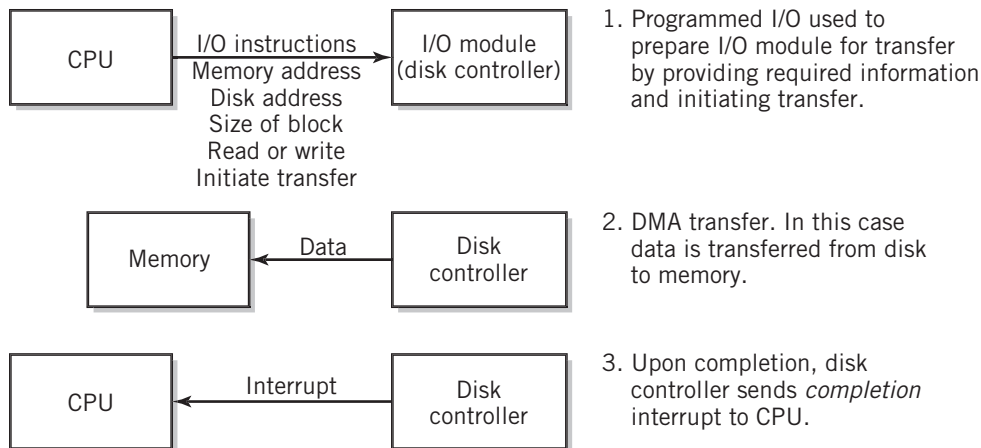 CPU
I/O instructions
Memory address
Disk address
Size of block
Read or write
Initiate transfer
I/O module
(disk controller)
1. Programmed I/O used to
prepare I/O module for transfer
by providing required information
and initiating transfer.
Memory
Data
Disk
controller
2. DMA transfer. In this case
data is transferred from disk
to memory.
CPU
Interrupt
Disk
controller
3. Upon completion, disk
controller sends completion
interrupt to CPU.